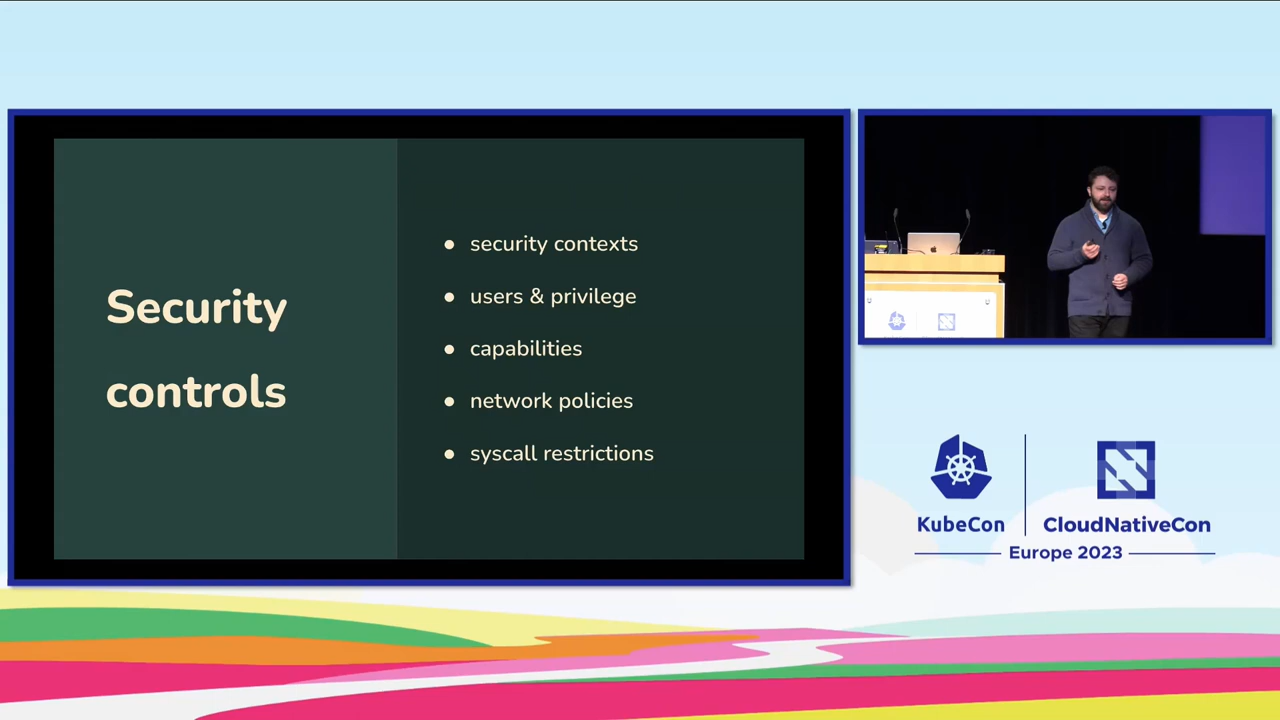 Security
controls
● security contexts
● users & privilege
● capabilities
● network policies
● syscall restrictions
KubeCon
CloudNativeCon
Europe 2023